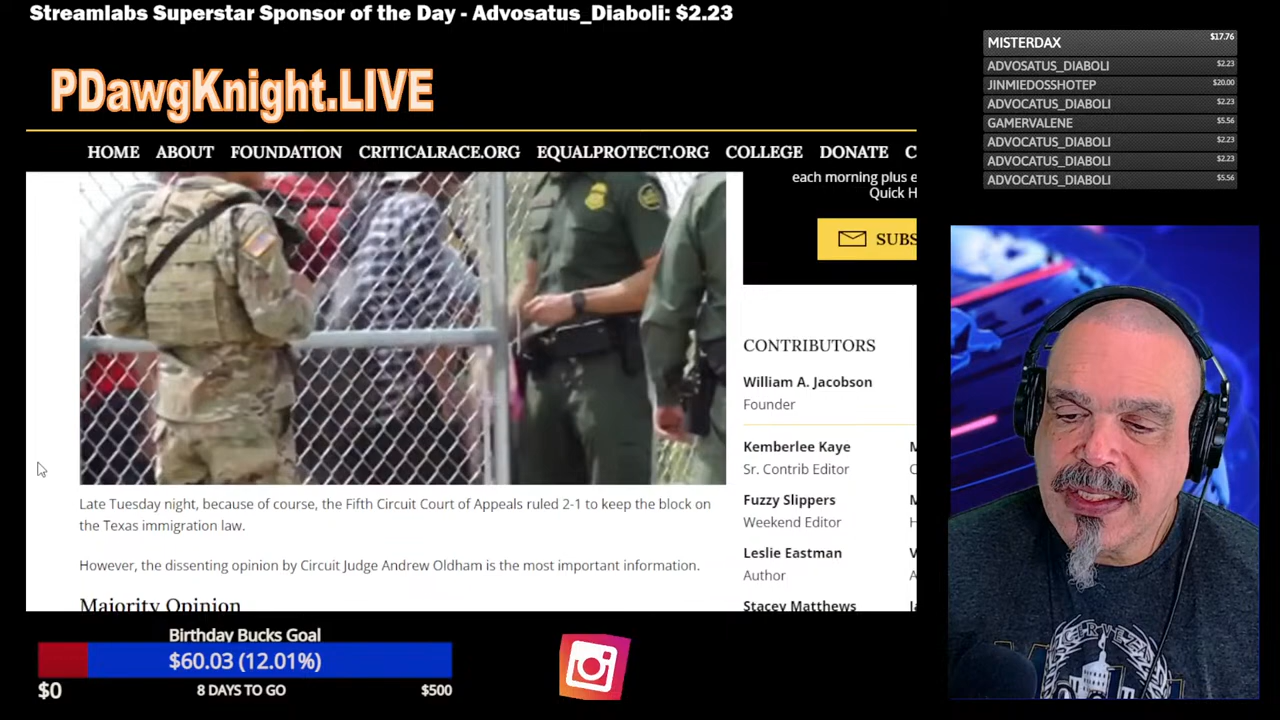 Streamlabs Superstar Sponsor of the Day - Advosatus_Diaboli: $2.23
PDawgKnight.LIVE
HOME ABOUT FOUNDATION CRITICALRACE.ORG EQUALPROTECT.ORG COLLEGE DONATE C
each morning plus e
Quick H
SUBS
CONTRIBUTORS
William A. Jacobson
Founder
Kemberlee Kaye M
Sr. Contrib Editor C
Fuzzy Slippers M
Weekend Editor H
Leslie Eastman V
Author A
Stacey Matthews
Late Tuesday night, because of course, the Fifth Circuit Court of Appeals ruled 2-1 to keep the block on
the Texas immigration law.
However, the dissenting opinion by Circuit Judge Andrew Oldham is the most important information.
Majority Opinion
MISTERDAX $17.76
ADVOSATUS_DIABOLI $2.23
JINMIEDOSSHOTEP $20.00
ADVOCATUS_DIABOLI $2.23
GAMERVALENE $5.56
ADVOCATUS_DIABOLI $2.23
ADVOCATUS_DIABOLI $2.23
ADVOCATUS_DIABOLI $5.56
Birthday Bucks Goal
$60.03 (12.01%)
$0 8 DAYS TO GO $500